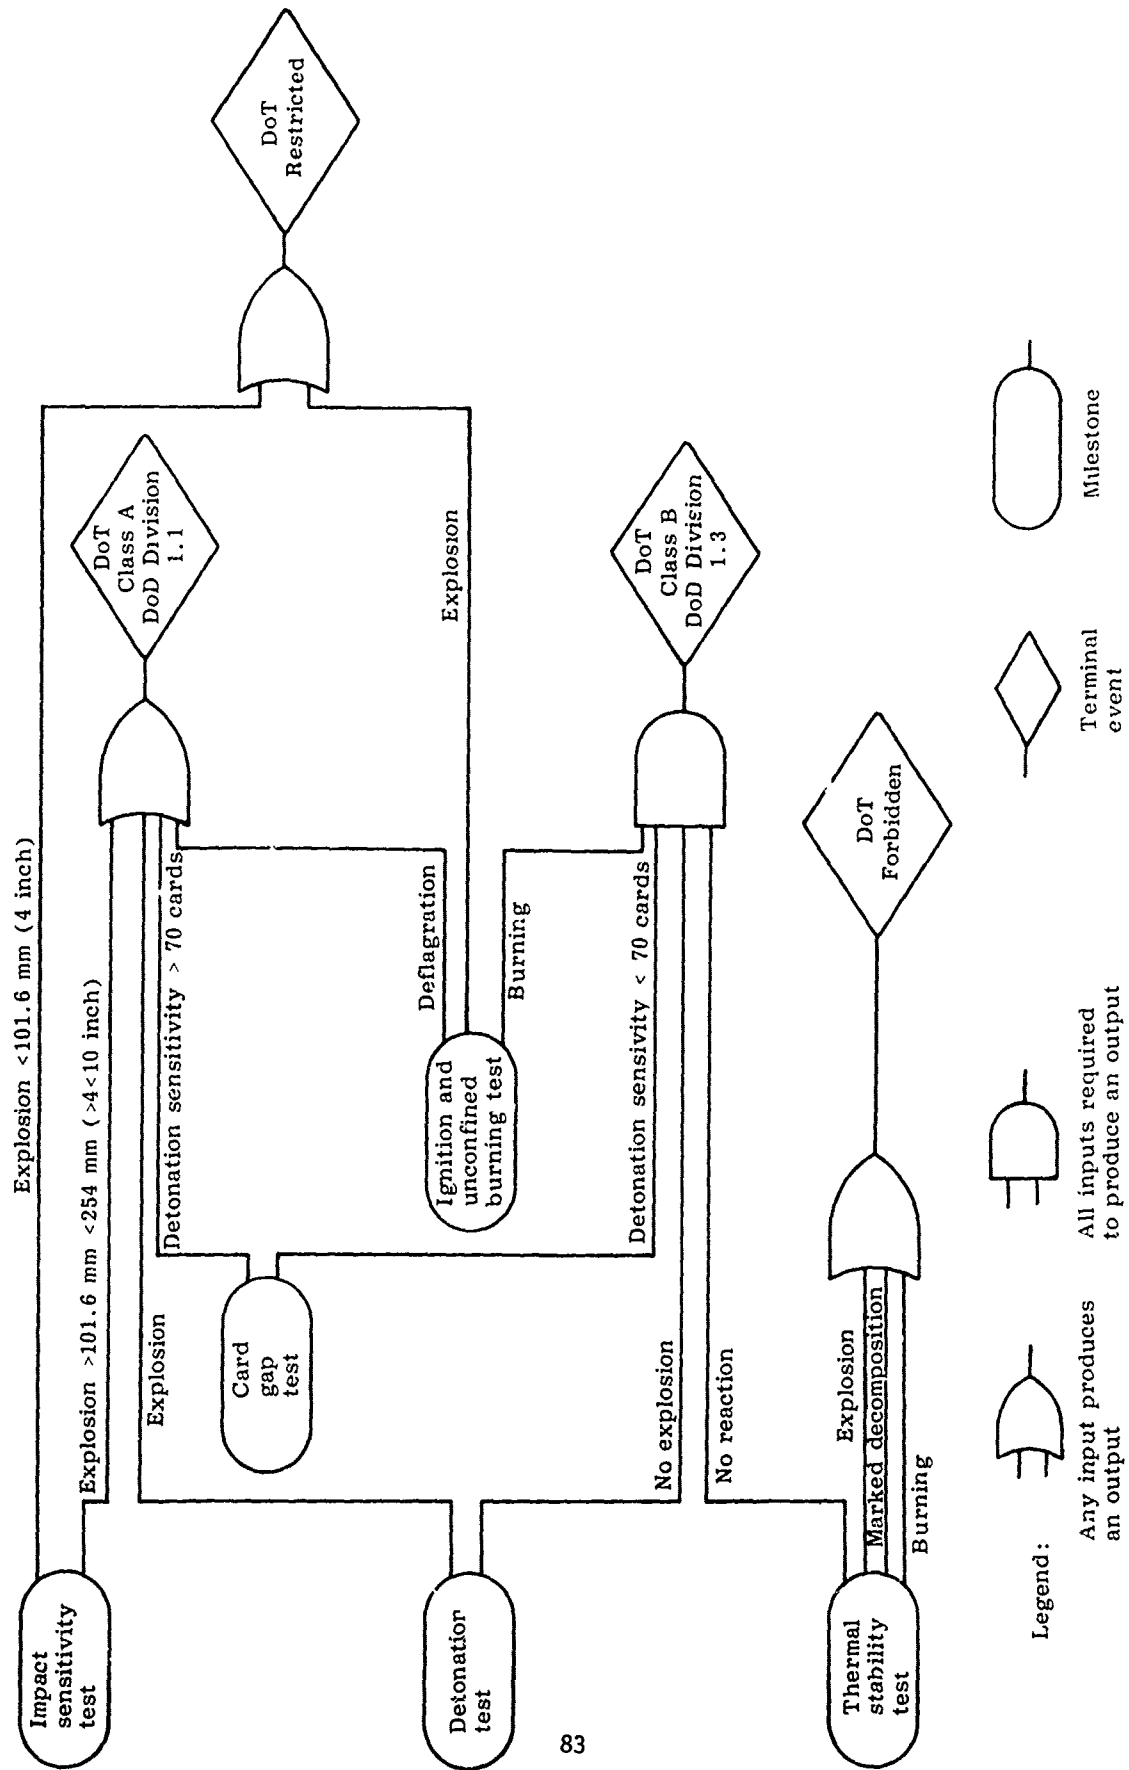 Impact
sensitivity
test
Explosion <101.6 mm (4 inch)
Explosion >101.6 mm <254 mm ( >4<10 inch)
DoT
Restricted
DoT
Class A
DoD Division
1.1
Detonation
test
Explosion
No explosion
Card
gap
test
Detonation sensitivity > 70 cards
Detonation sensivity < 70 cards
Ignition and
unconfined
burning test
Deflagration
Explosion
Burning
DoT
Class B
DoD Division
1.3
Thermal
stability
test
No reaction
Explosion
Marked decomposition
Burning
DoT
Forbidden
Legend:
Any input produces
an output
All inputs required
to produce an output
Terminal
event
Milestone
83